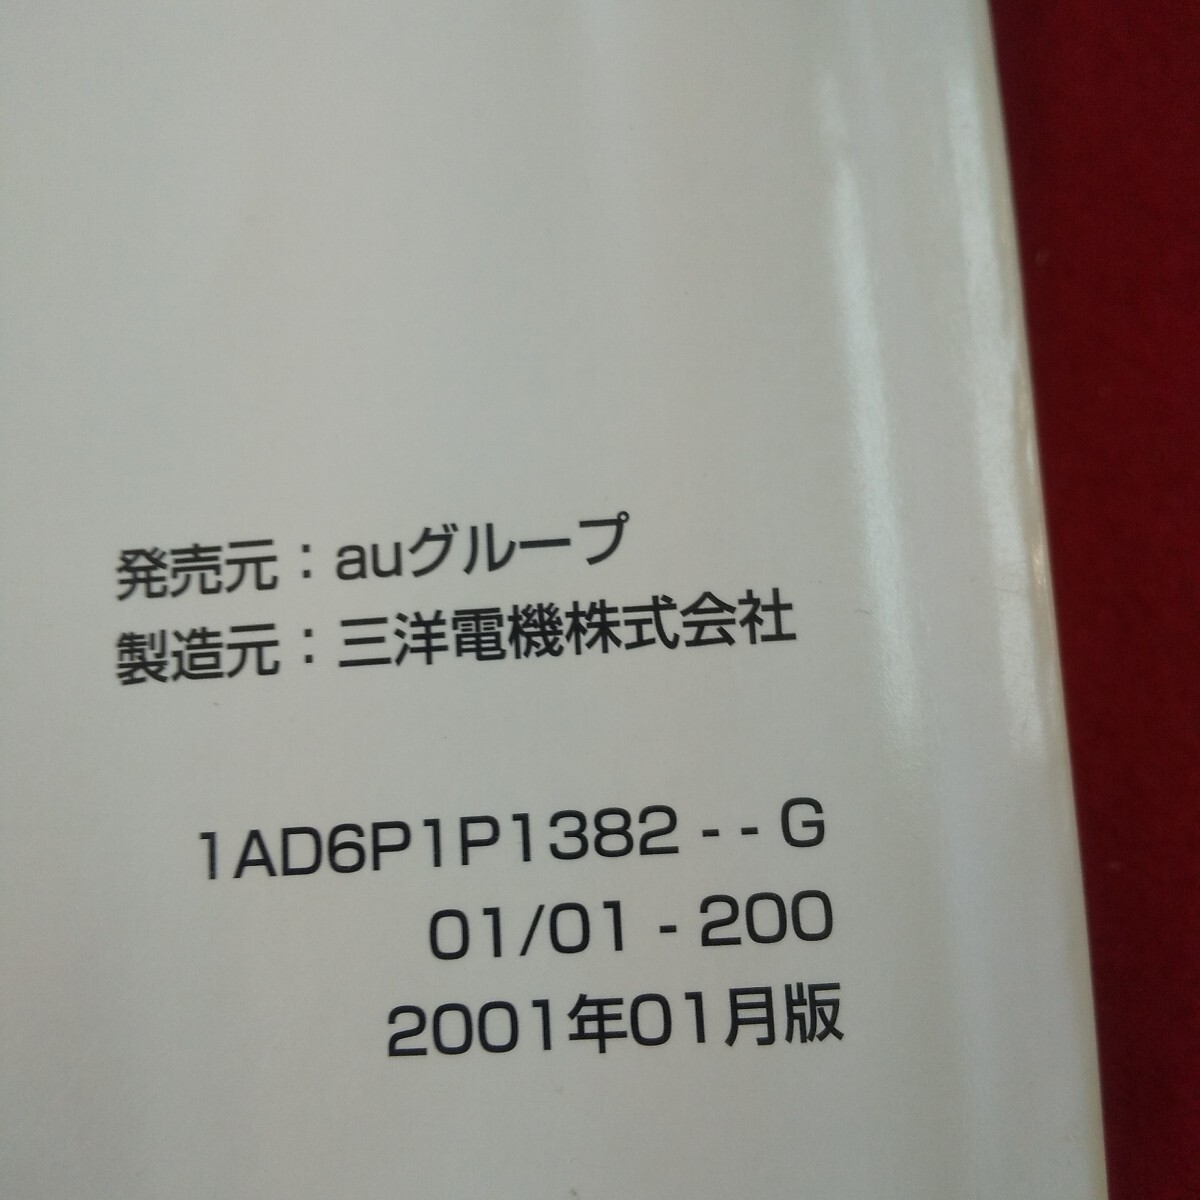 発売元：auグループ
製造元：三洋電機株式会社
1AD6P1P1382--G
01/01-200
2001年01月版